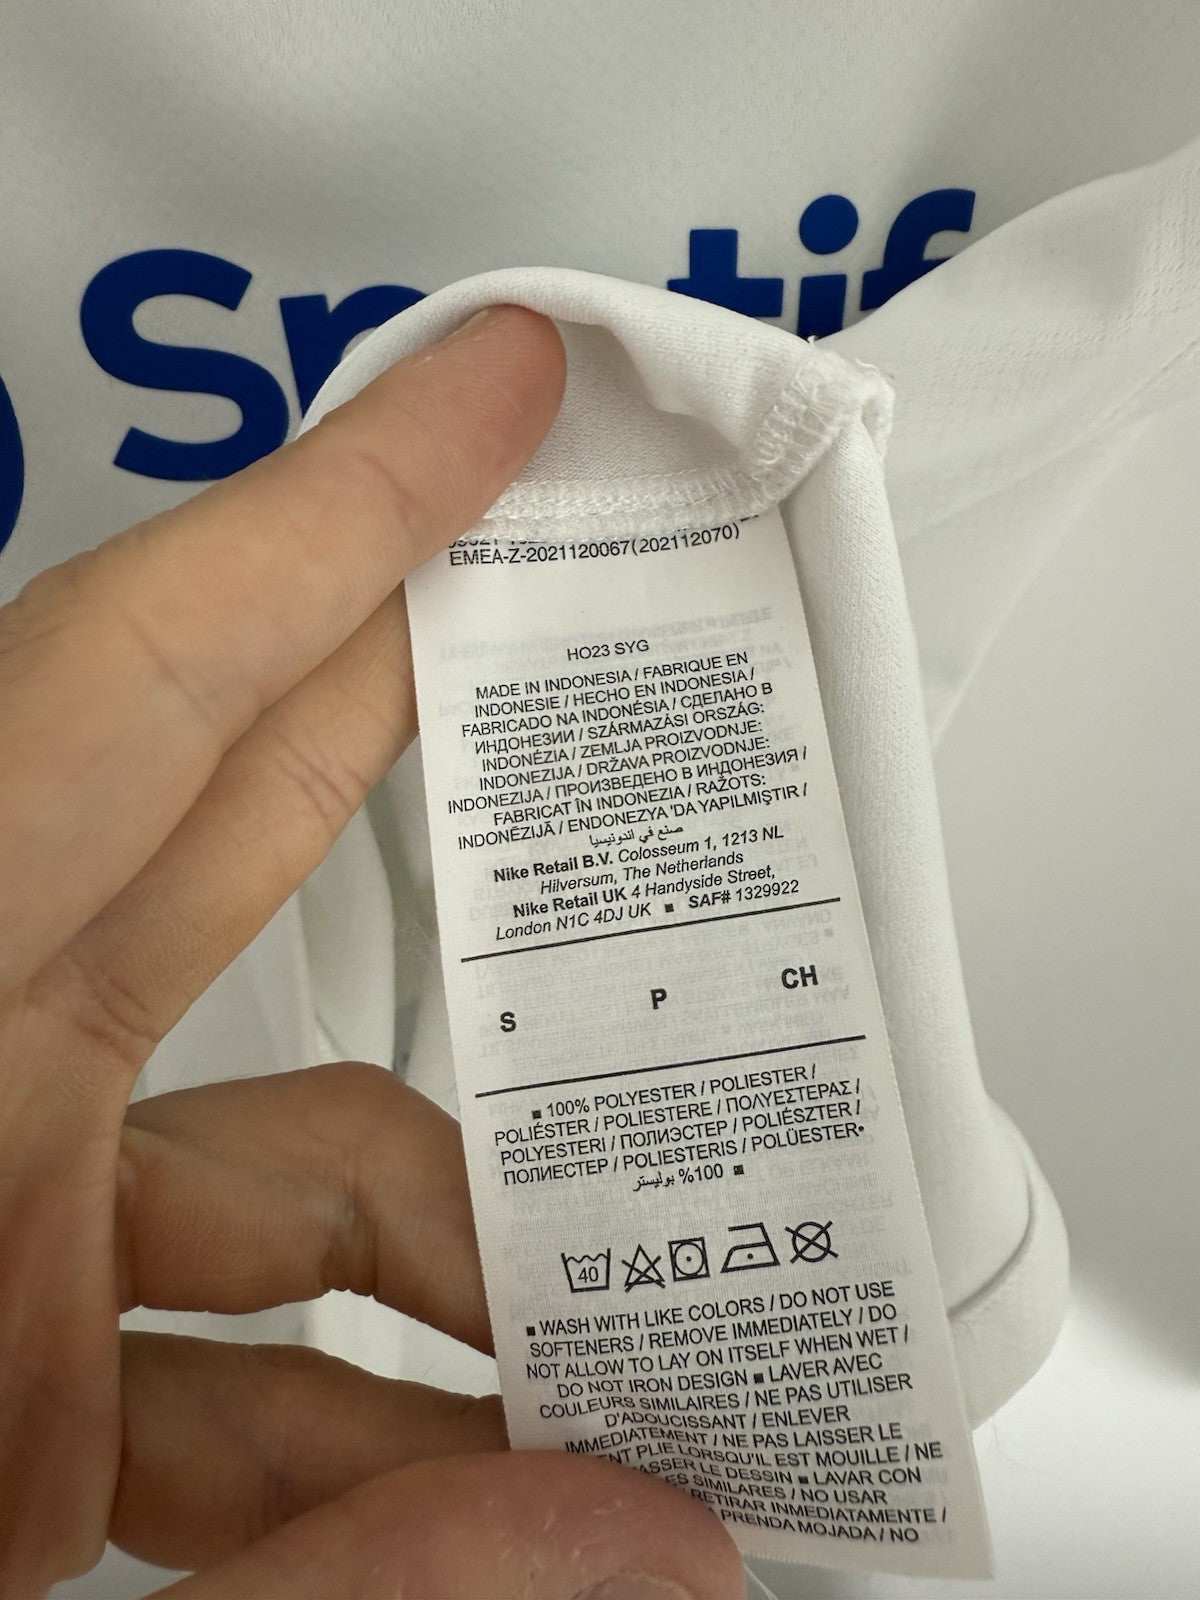 EMEA-Z-2021120067(202112070)
HO23 SYG
MADE IN INDONESIA / FABRIQUE EN
INDONESIE / HECHO EN INDONESIA /
FABRICADO NA INDONÉSIA / СДЕЛАНО В
ИНДОНЕЗИИ / SZÁRMAZÁSI ORSZÁG:
INDONÉZIA / ZEMLJA PROIZVODNJE:
INDONEZIJA / DRŽAVA PROIZVODNJE:
INDONEZIJA / ПРОИЗВЕДЕНО В ИНДОНЕЗИЯ /
FABRICAT ÎN INDONEZIA / RAŽOTS:
INDONĒZIJĀ / ENDONEZYA 'DA YAPILMIŞTIR /
صنع في اندونيسيا
Nike Retail B.V. Colosseum 1, 1213 NL
Hilversum, The Netherlands
Nike Retail UK 4 Handyside Street,
London N1C 4DJ UK ■ SAF# 1329922
S P CH
■ 100% POLYESTER / POLIESTER /
POLIÉSTER / POLIESTERE / ΠΟΛΥΕΣΤΕΡΑΣ /
POLYESTERI / ПОЛИЭСТЕР / POLIÉSZTER /
ПОЛИЕСТЕР / POLIESTERIS / POLÜESTER•
100% بوليستر ■
40
■ WASH WITH LIKE COLORS / DO NOT USE
SOFTENERS / REMOVE IMMEDIATELY / DO
NOT ALLOW TO LAY ON ITSELF WHEN WET /
DO NOT IRON DESIGN ■ LAVER AVEC
COULEURS SIMILAIRES / NE PAS UTILISER
D'ADOUCISSANT / ENLEVER
IMMEDIATEMENT / NE PAS LAISSER LE
PLIE LORSQU'IL EST MOUILLE / NE
LE DESSIN ■ LAVAR CON
SIMILARES / NO USAR
RETIRAR INMEDIATAMENTE /
PRENDA MOJADA / NO